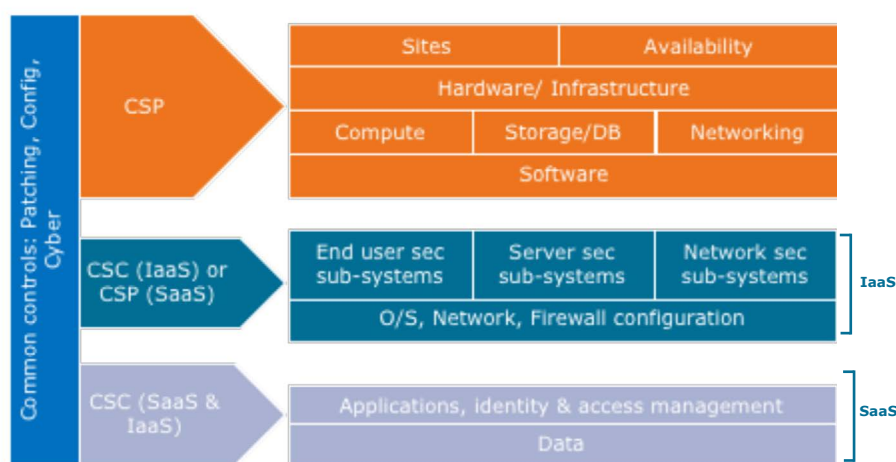 Common controls: Patching, Config,
Cyber
CSP
Sites
Availability
Hardware/ Infrastructure
Compute
Storage/DB
Networking
Software
CSC (IaaS) or
CSP (SaaS)
End user sec
sub-systems
Server sec
sub-systems
Network sec
sub-systems
O/S, Network, Firewall configuration
IaaS
CSC (SaaS &
IaaS)
Applications, identity & access management
Data
SaaS